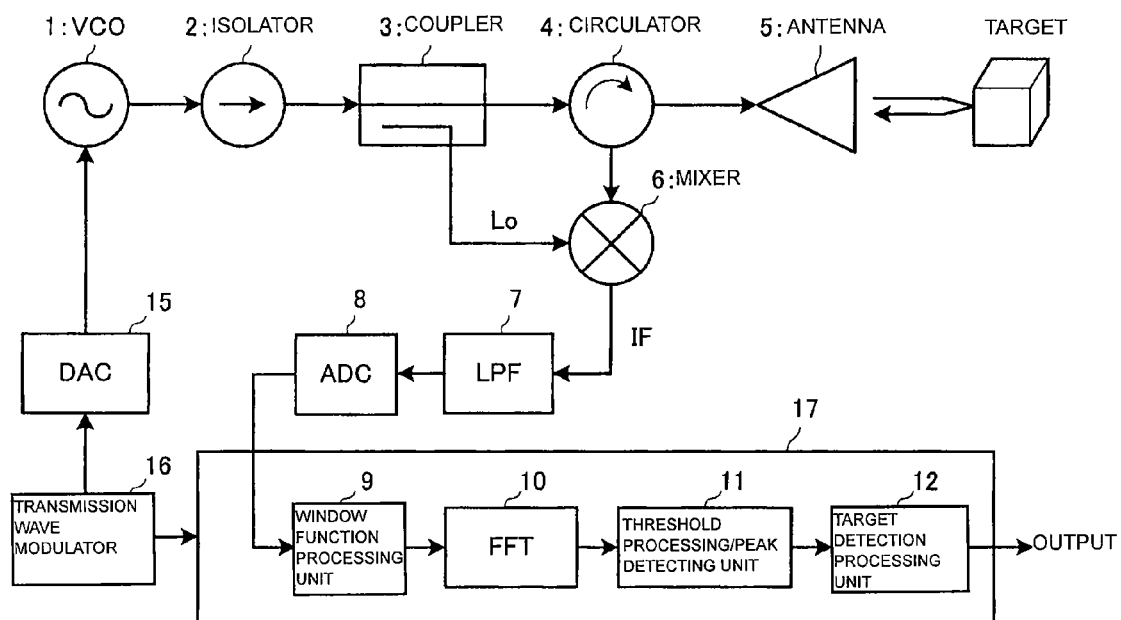 1:VCO
2:ISOLATOR
3:COUPLER
4:CIRCULATOR
5:ANTENNA
TARGET
6:MIXER
Lo
15
8
7
IF
DAC
ADC
LPF
17
16
9
10
11
12
TRANSMISSION
WAVE
MODULATOR
WINDOW
FUNCTION
PROCESSING
UNIT
FFT
THRESHOLD
PROCESSING/PEAK
DETECTING UNIT
TARGET
DETECTION
PROCESSING
UNIT
OUTPUT